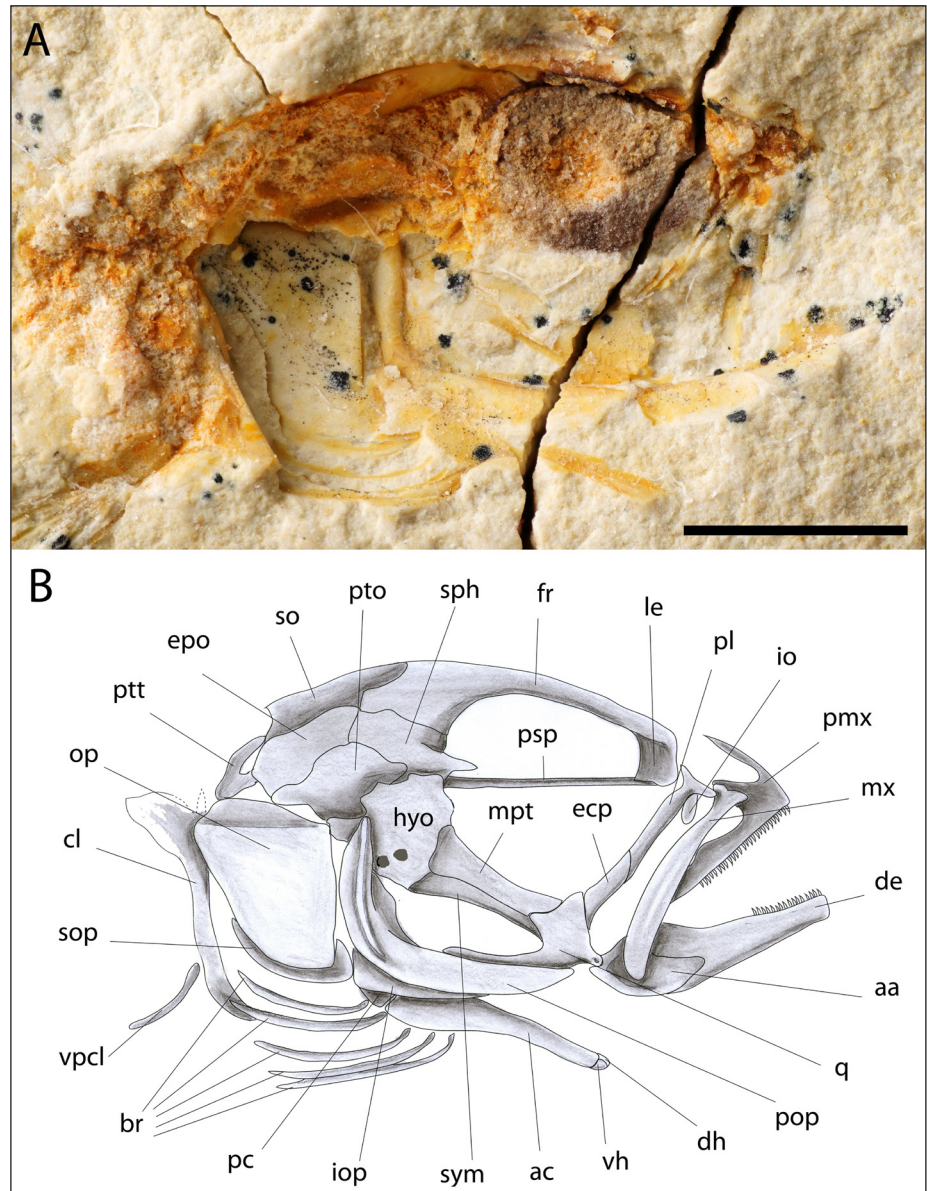 A
B
pto
sph
fr
le
so
pl
epo
io
ptt
pmx
op
psp
mx
hyo
mpt
ecp
cl
de
sop
aa
vpcl
q
br
pop
pc
dh
iop
sym
ac
vh